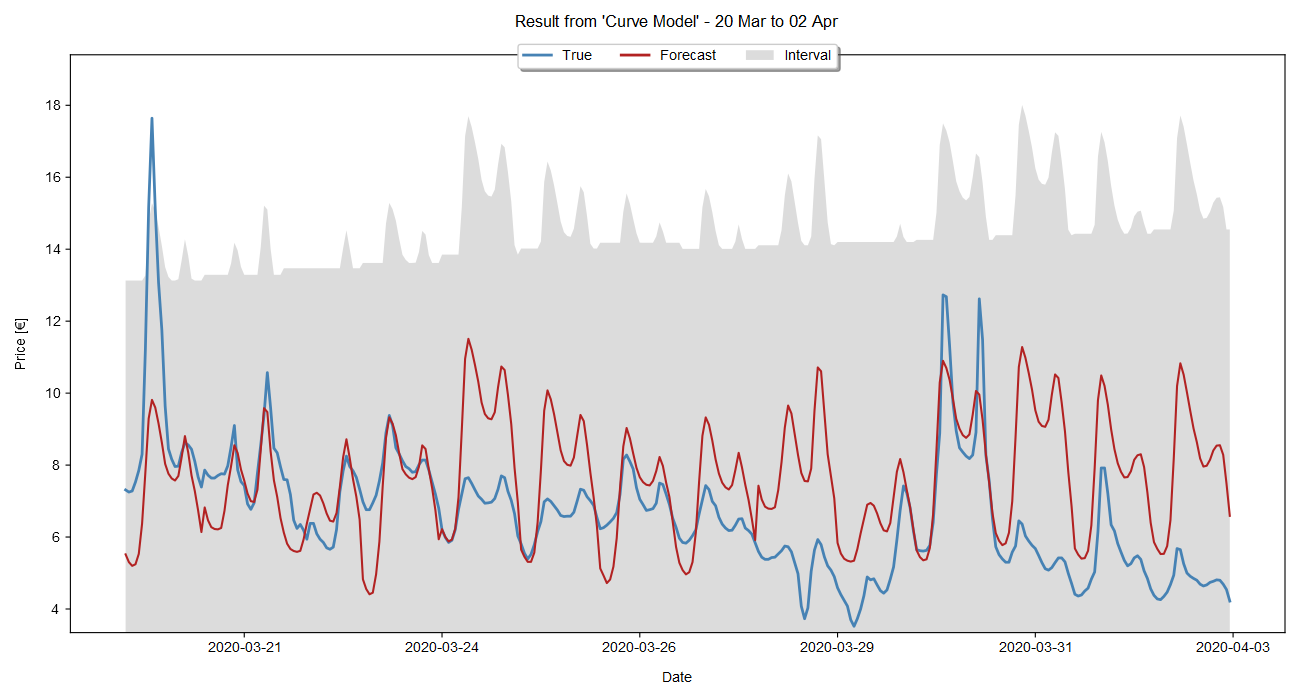 Result from 'Curve Model' - 20 Mar to 02 Apr
True Forecast Interval
18
16
14
12
10
8
6
4
Price [€]
2020-03-21 2020-03-24 2020-03-26 2020-03-29 2020-03-31 2020-04-03
Date